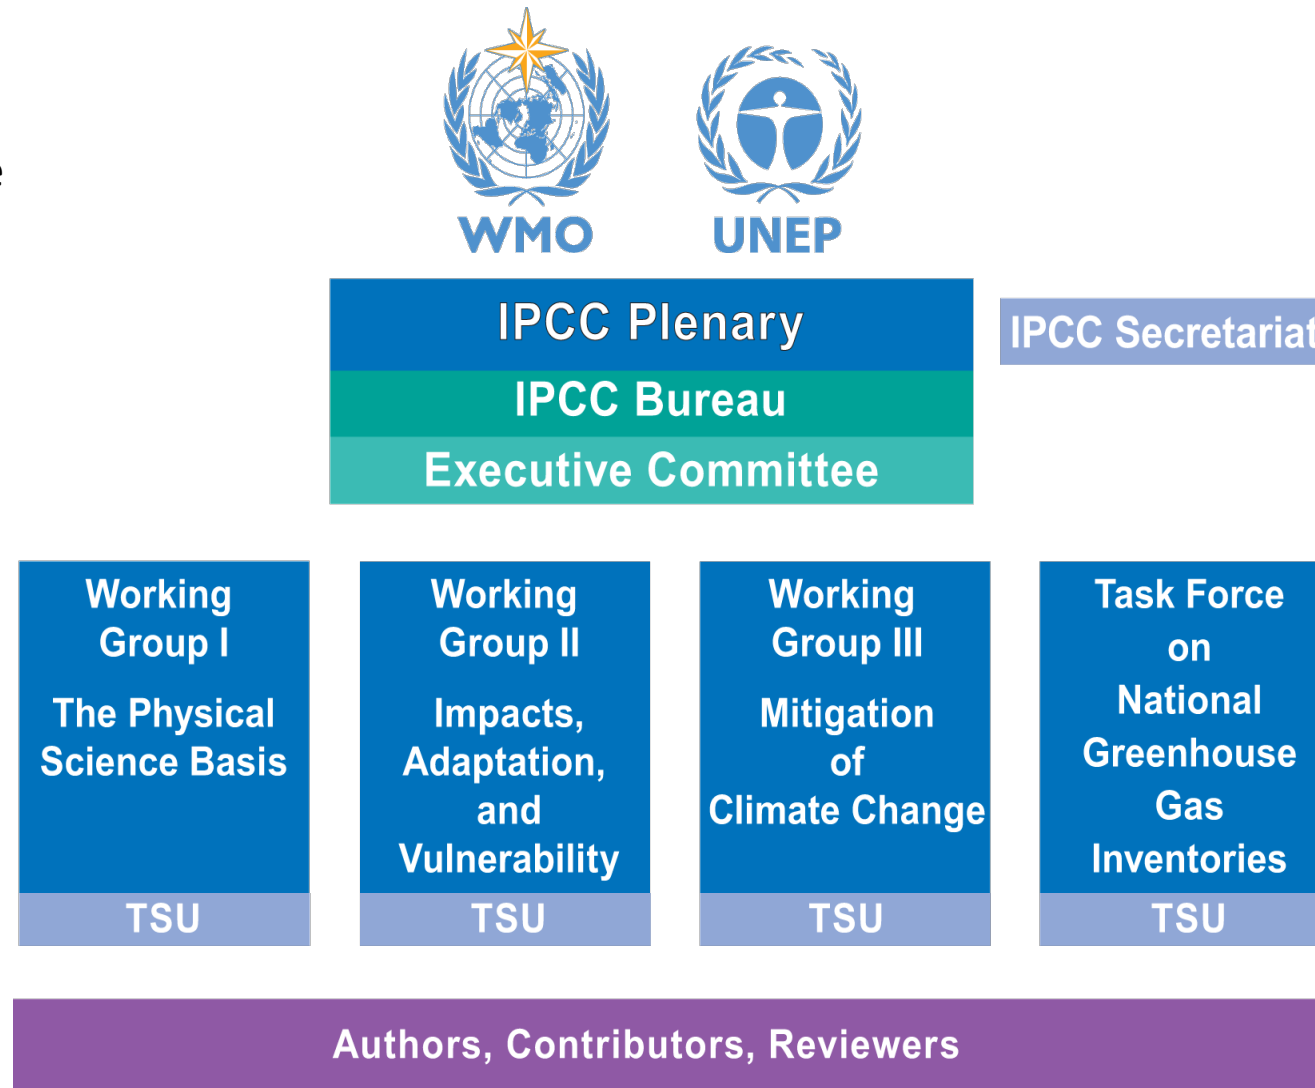 e
WMO
UNEP
IPCC Plenary
IPCC Secretariat
IPCC Bureau
Executive Committee
Working
Group I
The Physical
Science Basis
TSU
Working
Group II
Impacts,
Adaptation,
and
Vulnerability
TSU
Working
Group III
Mitigation
of
Climate Change
TSU
Task Force
on
National
Greenhouse
Gas
Inventories
TSU
Authors, Contributors, Reviewers